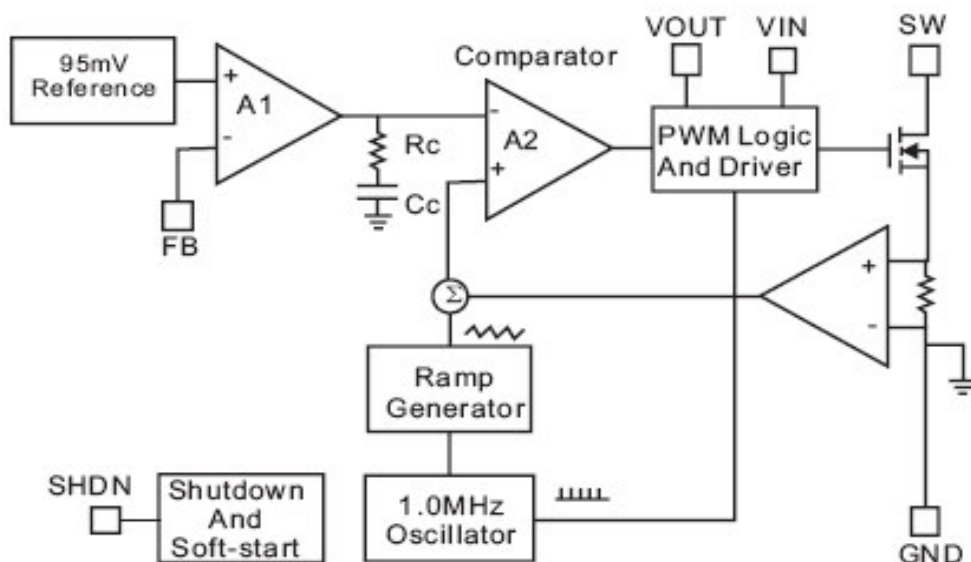 95mV
Reference
+
A1
-
FB
Rc
Cc
Comparator
-
A2
+
VOUT
VIN
SW
PWM Logic
And Driver
+
-
Σ
Ramp
Generator
1.0MHz
Oscillator
SHDN
Shutdown
And
Soft-start
GND